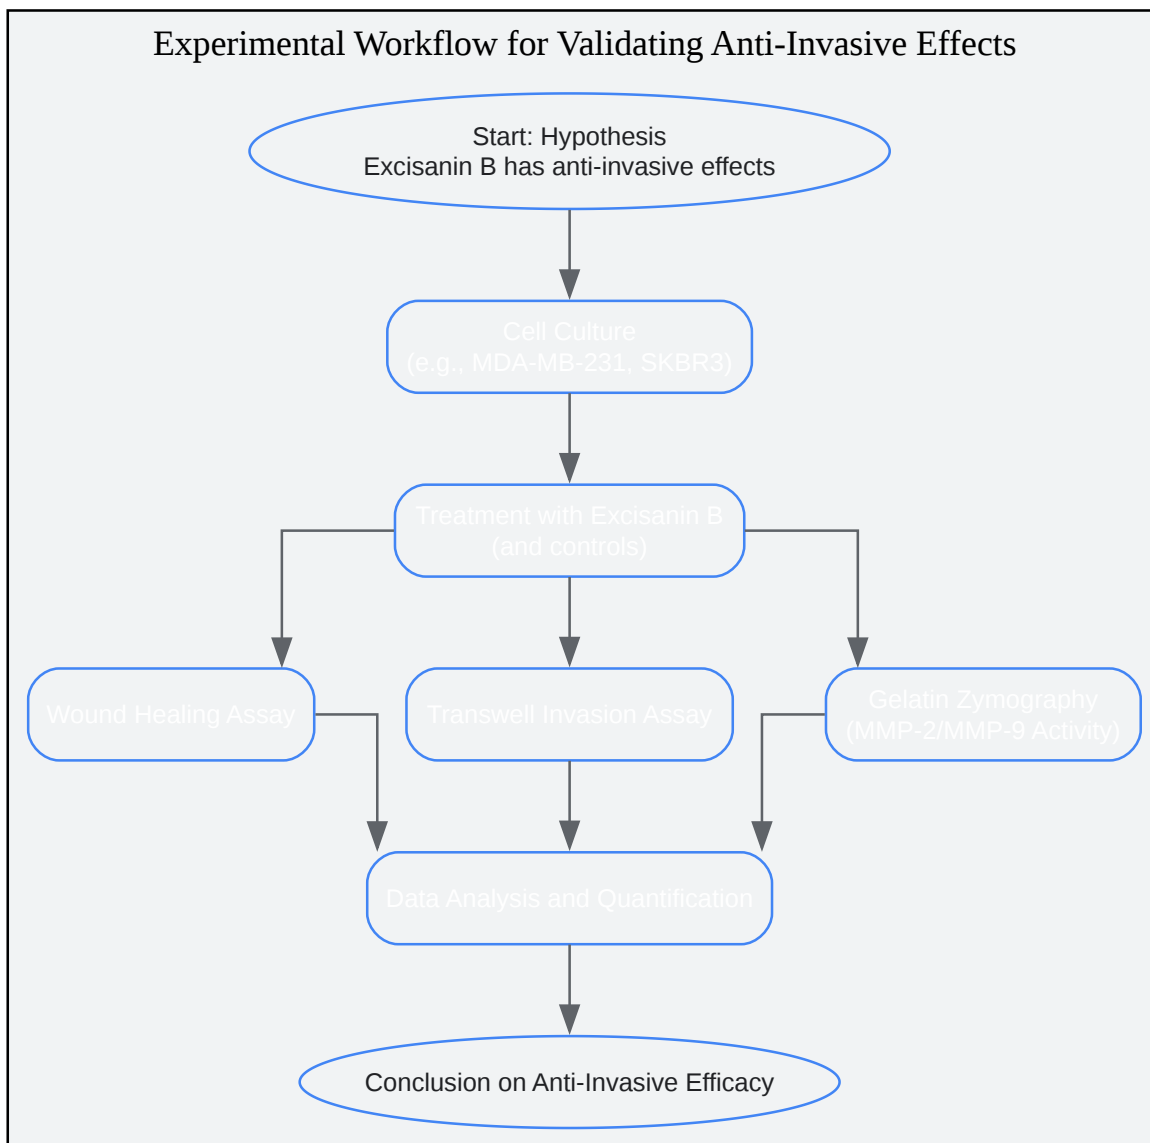 Experimental Workflow for Validating Anti-Invasive Effects
Start: Hypothesis
Excisanin B has anti-invasive effects
Cell Culture
(e.g., MDA-MB-231, SKBR3)
Treatment with Excisanin B
(and controls)
Wound Healing Assay
Transwell Invasion Assay
Gelatin Zymography
(MMP-2/MMP-9 Activity)
Data Analysis and Quantification
Conclusion on Anti-Invasive Efficacy